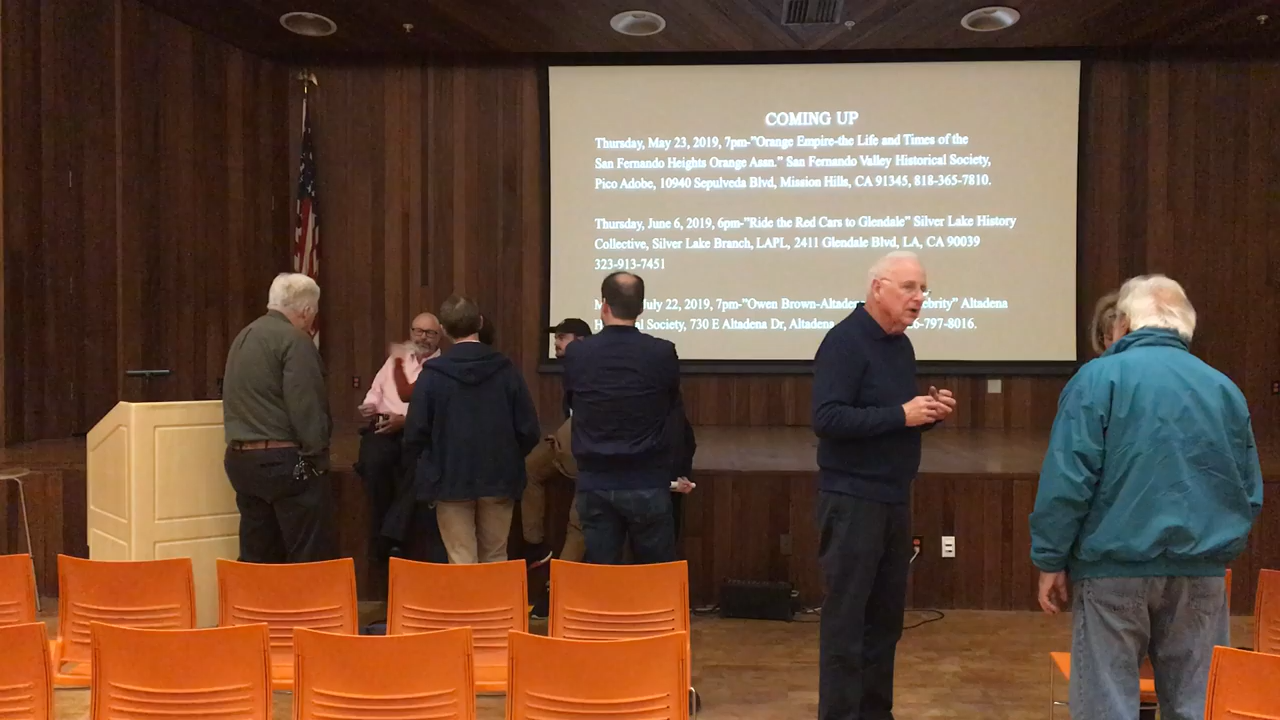 COMING UP
Thursday, May 23, 2019, 7pm-"Orange Empire-the Life and Times of the
San Fernando Heights Orange Assn." San Fernando Valley Historical Society,
Pico Adobe, 10940 Sepulveda Blvd, Mission Hills, CA 91345, 818-365-7810.
Thursday, June 6, 2019, 6pm-"Ride the Red Cars to Glendale" Silver Lake History
Collective, Silver Lake Branch, LAPL, 2411 Glendale Blvd, LA, CA 90039
323-913-7451
July 22, 2019, 7pm-"Owen Brown- Altadena
Society, 730 E Altadena Dr, Altadena 6-797-8016.